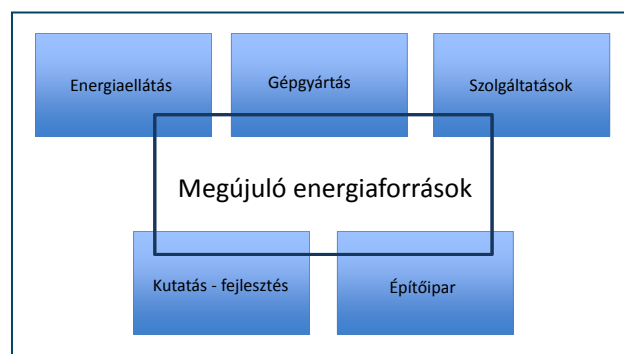 Energiaellátás
Gépgyártás
Szolgáltatások
Megújuló energiaforrások
Kutatás - fejlesztés
Építőipar